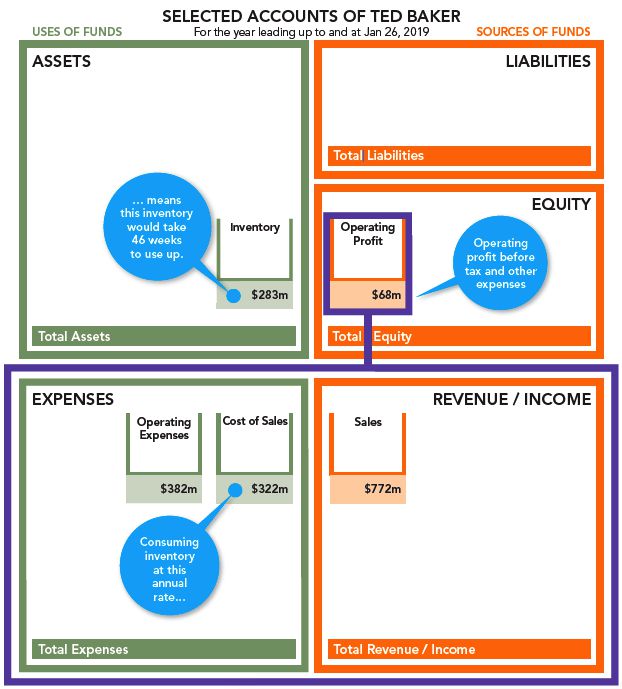 SELECTED ACCOUNTS OF TED BAKER
USES OF FUNDS
For the year leading up to and at Jan 26, 2019
SOURCES OF FUNDS
ASSETS
... means
this inventory
would take
46 weeks
to use up.
Inventory
$283m
Total Assets
LIABILITIES
Total Liabilities
EQUITY
Operating
Profit
$68m
Operating
profit before
tax and other
expenses
Total Equity
EXPENSES
Operating
Expenses
$382m
Cost of Sales
$322m
Consuming
inventory
at this
annual
rate...
Total Expenses
REVENUE / INCOME
Sales
$772m
Total Revenue / Income